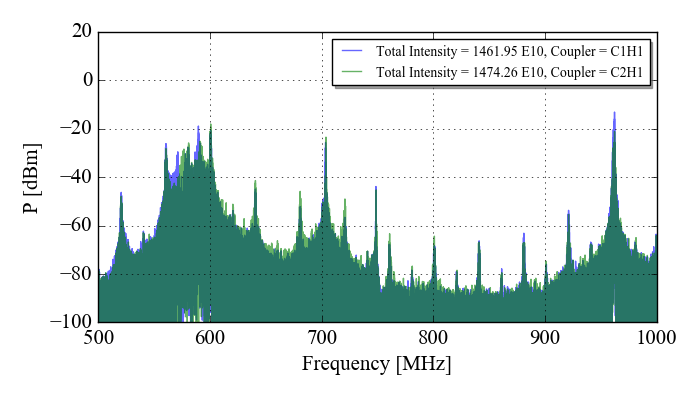 20
0
−20
−40
−60
−80
−100
P [dBm]
Total Intensity = 1461.95 E10, Coupler = C1H1
Total Intensity = 1474.26 E10, Coupler = C2H1
500 600 700 800 900 1000
Frequency [MHz]